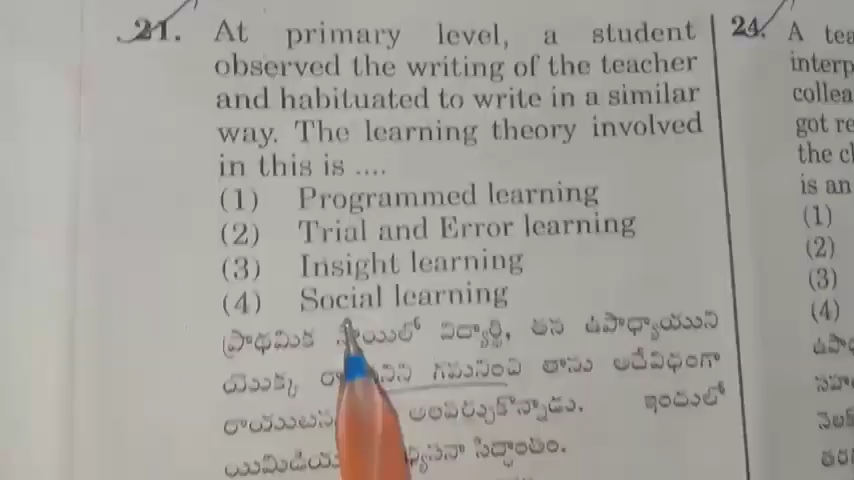 21. At primary level, a student
observed the writing of the teacher
and habituated to write in a similar
way. The learning theory involved
in this is ....
(1) Programmed learning
(2) Trial and Error learning
(3) Insight learning
(4) Social learning
ప్రాథమిక విద్యార్థి, తన ఉపాధ్యాయుని
యొక్క గమనించి తాను అదేవిధంగా
అలవర్చుకొన్నాడు. ఇందులో
సిద్ధాంతం.
24. A
interp
collea
got re
the
is an
(1)
(2)
(3)
(4)